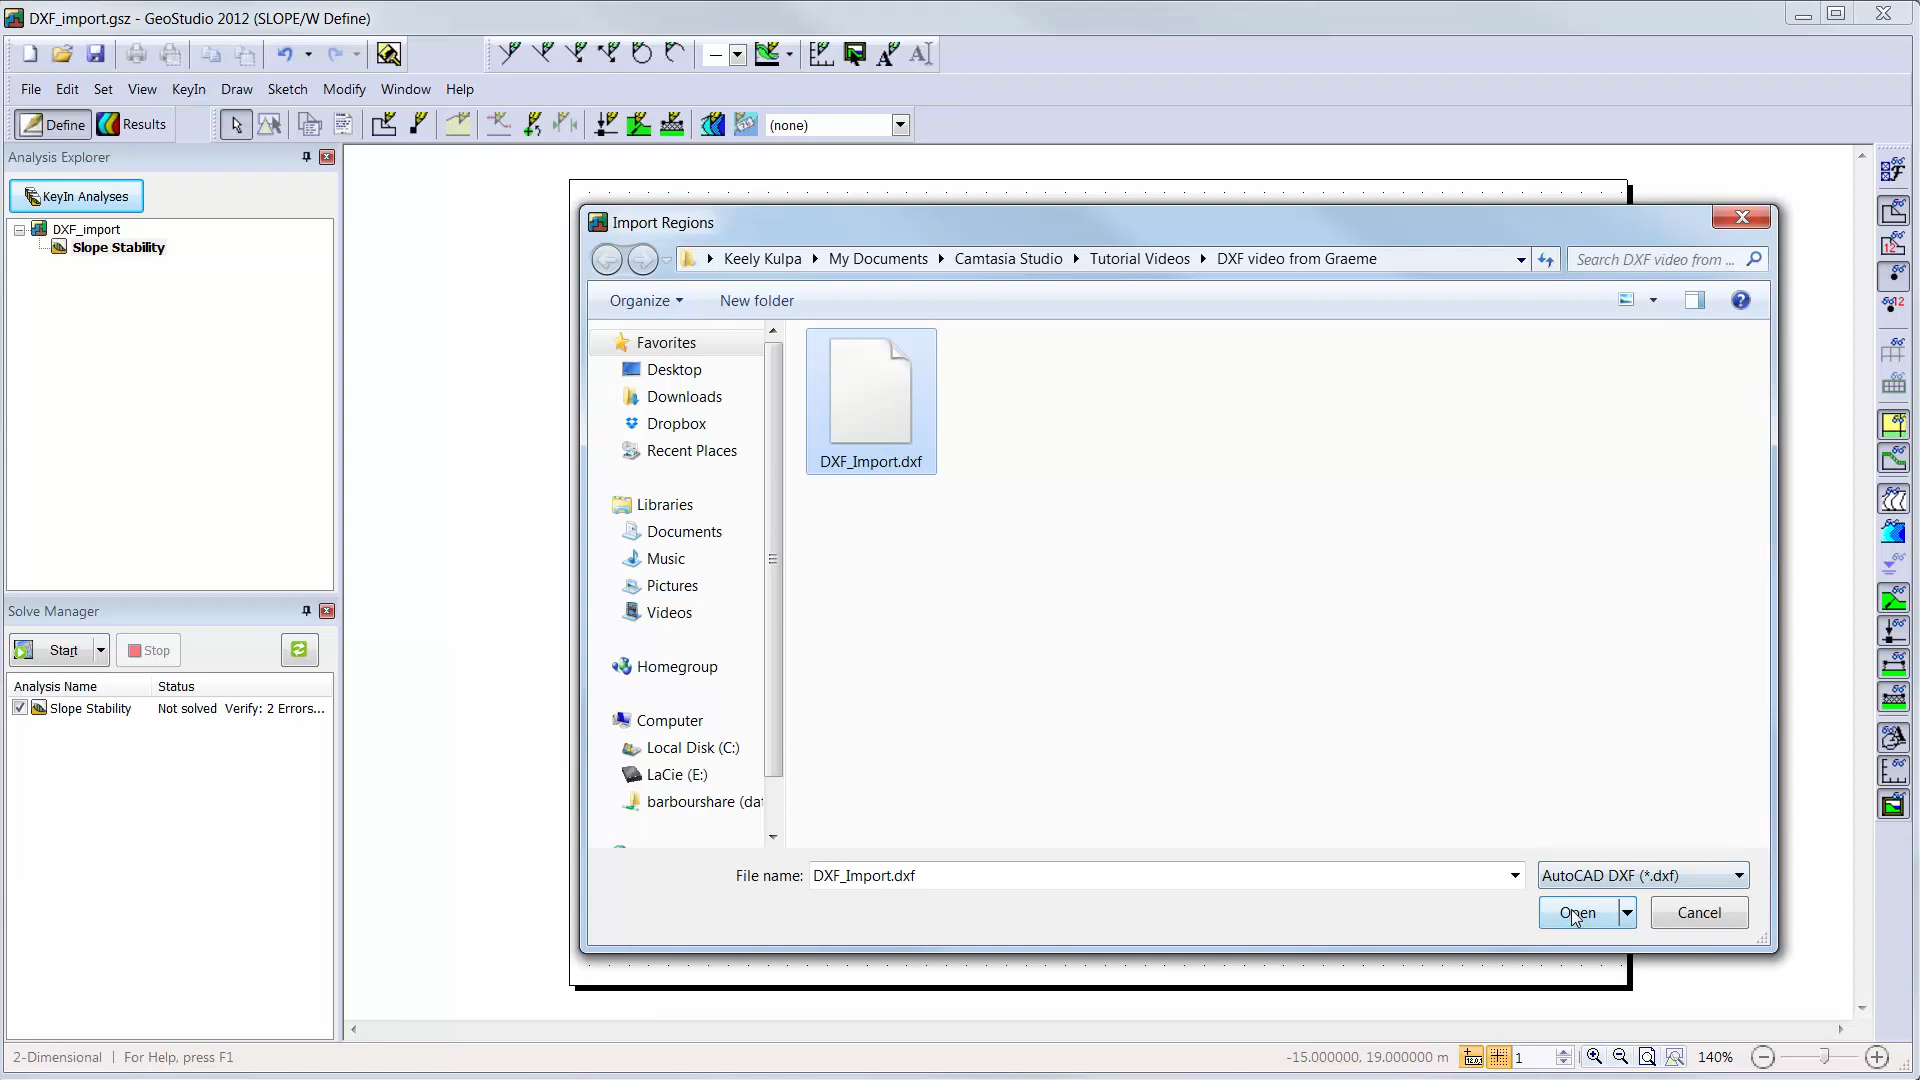 DXF_import.gsz - GeoStudio 2012 (SLOPE/W Define)
File Edit Set View KeyIn Draw Sketch Modify Window Help
Define Results (none)
Analysis Explorer
KeyIn Analyses
DXF_import
Slope Stability
Import Regions
Keely Kulpa My Documents Camtasia Studio Tutorial Videos DXF video from Graeme Search DXF video from ...
Organize New folder
Favorites
Desktop
Downloads
Dropbox
Recent Places
Libraries
Documents
Music
Pictures
Videos
Homegroup
Computer
Local Disk (C:)
LaCie (E:)
barbourshare (dat
DXF_Import.dxf
File name: DXF_Import.dxf AutoCAD DXF (*.dxf)
Open Cancel
Solve Manager
Start Stop
Analysis Name Status
Slope Stability Not solved Verify: 2 Errors...
2-Dimensional | For Help, press F1 -15.000000, 19.000000 m 1 140%